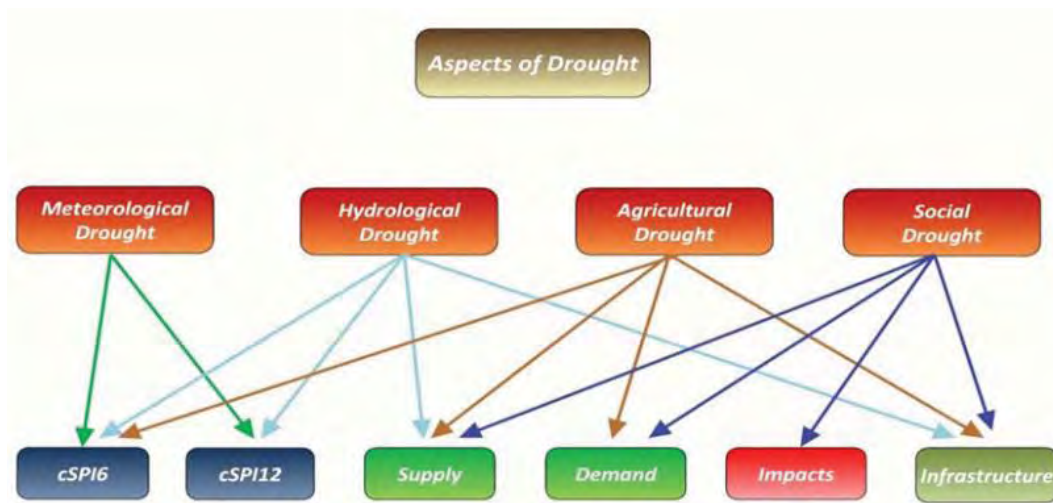 Aspects of Drought
Meteorological
Drought
Hydrological
Drought
Agricultural
Drought
Social
Drought
cSPI6
cSPI12
Supply
Demand
Impacts
Infrastructure